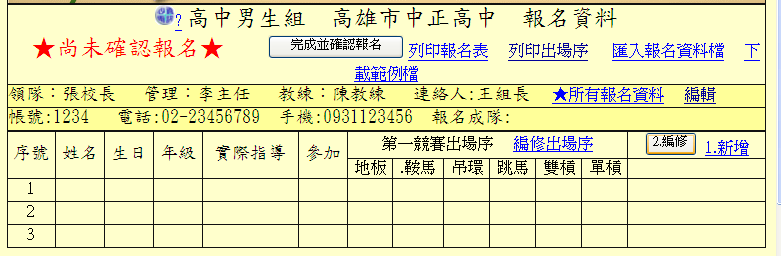 ? 高中男生組 高雄市中正高中 報名資料
★尚未確認報名★ 完成並確認報名 列印報名表 列印出場序 匯入報名資料檔 下
載範例檔
領隊：張校長 管理：李主任 教練：陳教練 連絡人:王組長 ★所有報名資料 編輯
帳號:1234 電話:02-23456789 手機:0931123456 報名成隊:
序號 姓名 生日 年級 實際指導 參加 第一競賽出場序 編修出場序 2.編修 1.新增
地板 .鞍馬 吊環 跳馬 雙槓 單槓
1
2
3